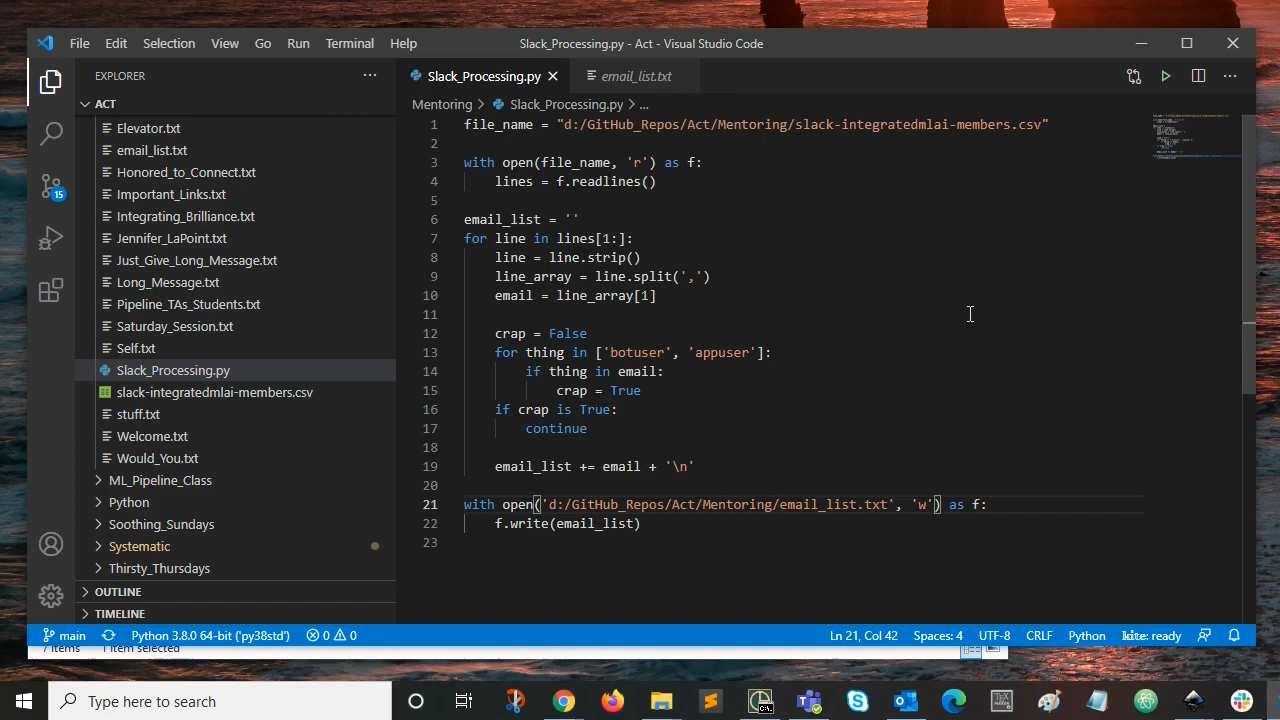 File Edit Selection View Go Run Terminal Help Slack_Processing.py - Act - Visual Studio Code
EXPLORER
ACT
Elevator.txt
email_list.txt
Honored_to_Connect.txt
Important_Links.txt
Integrating_Brilliance.txt
Jennifer_LaPoint.txt
Just_Give_Long_Message.txt
Long_Message.txt
Pipeline_TAs_Students.txt
Saturday_Session.txt
Self.txt
Slack_Processing.py
slack-integratedmlai-members.csv
stuff.txt
Welcome.txt
Would_You.txt
ML_Pipeline_Class
Python
Soothing_Sundays
Systematic
Thirsty_Thursdays
OUTLINE
TIMELINE
15
Slack_Processing.py email_list.txt
Mentoring > Slack_Processing.py > ...
1 file_name = "d:/GitHub_Repos/Act/Mentoring/slack-integratedmlai-members.csv"
2
3 with open(file_name, 'r') as f:
4 lines = f.readlines()
5
6 email_list = ''
7 for line in lines[1:]:
8 line = line.strip()
9 line_array = line.split(',')
10 email = line_array[1]
11
12 crap = False
13 for thing in ['botuser', 'appuser']:
14 if thing in email:
15 crap = True
16 if crap is True:
17 continue
18
19 email_list += email + '\n'
20
21 with open('d:/GitHub_Repos/Act/Mentoring/email_list.txt', 'w') as f:
22 f.write(email_list)
23
main Python 3.8.0 64-bit ('py38std') 0 0 Ln 21, Col 42 Spaces: 4 UTF-8 CRLF Python kite: ready
7 items 1 item selected
Type here to search